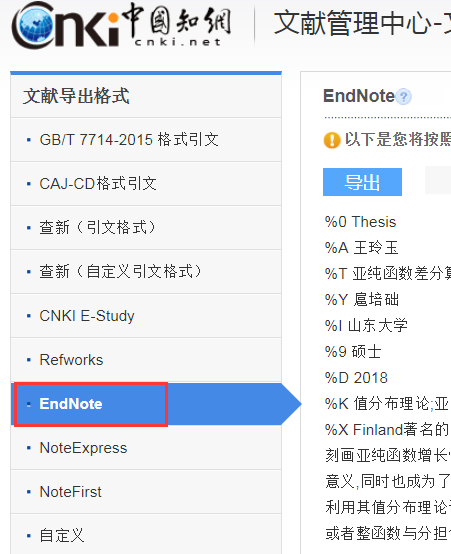 Cnki 中國知網
cnki.net
文献管理中心-文
文献导出格式
GB/T 7714-2015 格式引文
CAJ-CD格式引文
查新（引文格式）
查新（自定义引文格式）
CNKI E-Study
Refworks
EndNote
NoteExpress
NoteFirst
自定义
EndNote ?
! 以下是您将按照
导出
%0 Thesis
%A 王玲玉
%T 亚纯函数差分算
%Y 扈培础
%I 山东大学
%9 硕士
%D 2018
%K 值分布理论;亚
%X Finland著名的
刻画亚纯函数增长性
意义,同时也成为了
利用其值分布理论
或者整函数与分担